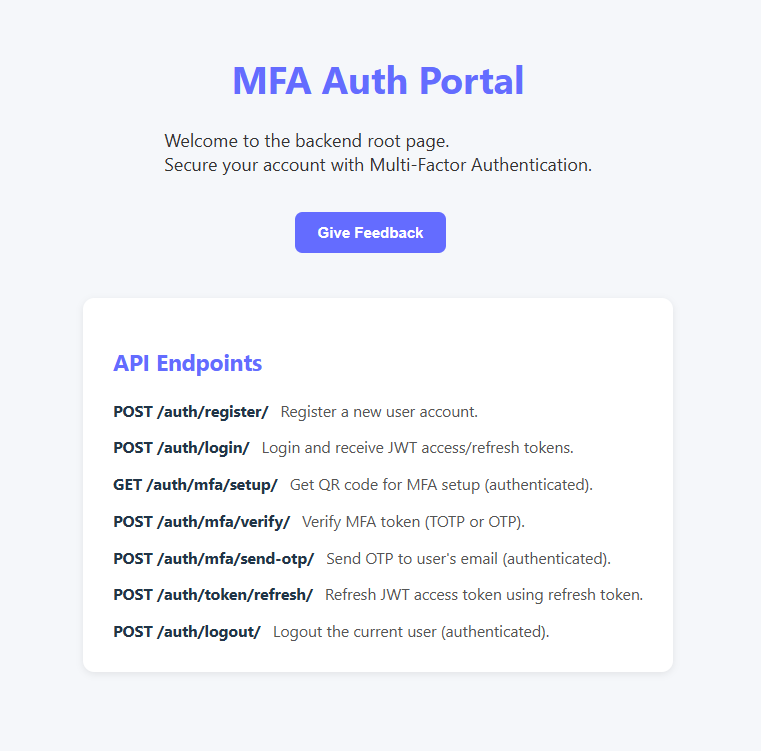 MFA Auth Portal
Welcome to the backend root page.
Secure your account with Multi-Factor Authentication.
Give Feedback
API Endpoints
POST /auth/register/ Register a new user account.
POST /auth/login/ Login and receive JWT access/refresh tokens.
GET /auth/mfa/setup/ Get QR code for MFA setup (authenticated).
POST /auth/mfa/verify/ Verify MFA token (TOTP or OTP).
POST /auth/mfa/send-otp/ Send OTP to user's email (authenticated).
POST /auth/token/refresh/ Refresh JWT access token using refresh token.
POST /auth/logout/ Logout the current user (authenticated).